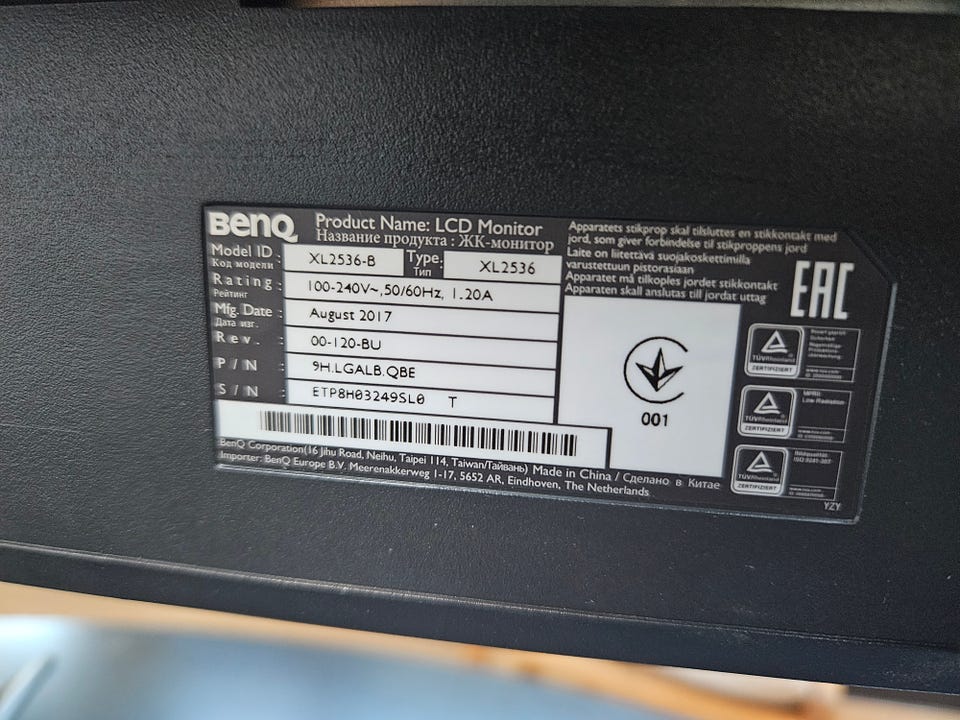 BenQ
Product Name: LCD Monitor
Название продукта : ЖК-монитор
Model ID :
Код модели
XL2536-B
Type:
Тип
XL2536
Rating :
Рейтинг
100-240V~,50/60Hz, 1.20A
Mfg. Date :
Дата изг.
August 2017
Rev. :
00-120-BU
P/N :
9H.LGALB.QBE
S/N :
ETP8H03249SL0 T
BenQ Corporation(16 Jihu Road, Neihu, Taipei 114, Taiwan/Тайвань) Made in China / Сделано в Китае
Importer: BenQ Europe B.V. Meerenakkerweg 1-17, 5652 AR, Eindhoven, The Netherlands
Apparatets stikprop skal tilsluttes en stikkontakt med
jord, som giver forbindelse til stikproppens jord
Laite on liitettävä suojakoskettimilla
varustettuun pistorasiaan
Apparatet må tilkoples jordet stikkontakt
Apparaten skall anslutas till jordat uttag
EAC
001
TÜVRheinland
ZERTIFIZIERT
TÜVRheinland
ZERTIFIZIERT
Low Radiation
TÜVRheinland
ZERTIFIZIERT
YZY